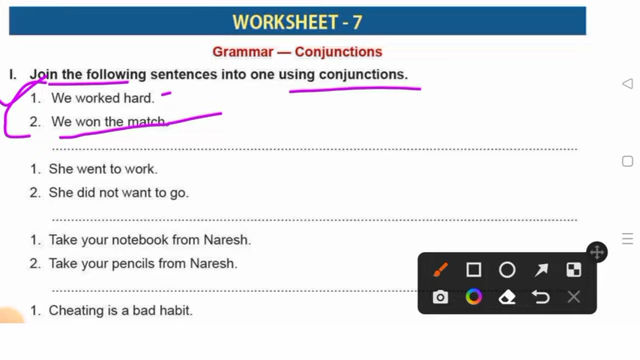 WORKSHEET - 7
Grammar — Conjunctions
I. Join the following sentences into one using conjunctions.
1. We worked hard.
2. We won the match.
1. She went to work.
2. She did not want to go.
1. Take your notebook from Naresh.
2. Take your pencils from Naresh.
1. Cheating is a bad habit.